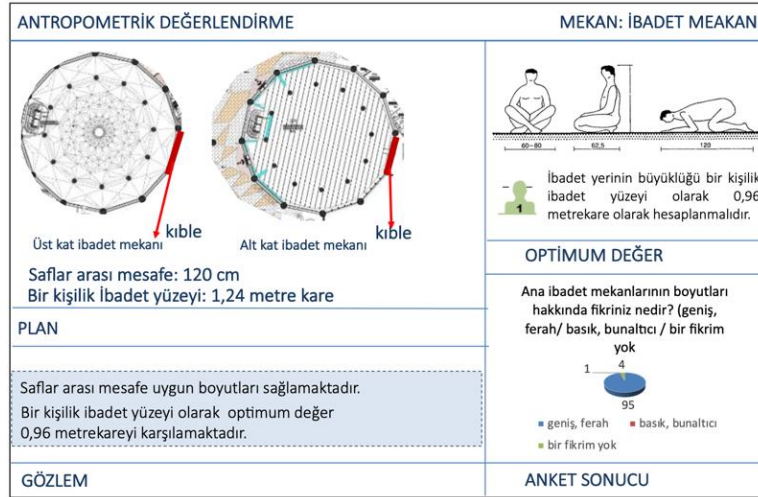 ANTROPOMETRİK DEĞERLENDİRME
MEKAN: İBADET MEAKAN
kıble
Üst kat ibadet mekanı
kıble
Alt kat ibadet mekanı
Saflar arası mesafe: 120 cm
Bir kişilik İbadet yüzeyi: 1,24 metre kare
PLAN
Saflar arası mesafe uygun boyutları sağlamaktadır.
Bir kişilik ibadet yüzeyi olarak optimum değer
0,96 metrekareyi karşılamaktadır.
GÖZLEM
60–80
62,5
120
1
İbadet yerinin büyüklüğü bir kişilik
ibadet yüzeyi olarak 0,96
metrekare olarak hesaplanmalıdır.
OPTİMUM DEĞER
Ana ibadet mekanlarının boyutları
hakkında fikriniz nedir? (geniş,
ferah/ basık, bunaltıcı / bir fikrim
yok
1
4
95
geniş, ferah
basık, bunaltıcı
bir fikrim yok
ANKET SONUCU